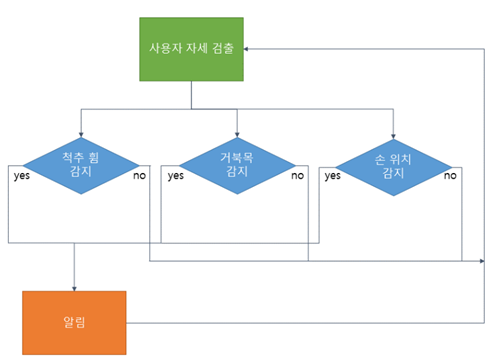 사용자 자세 검출
척추 휨
감지
거북목
감지
손 위치
감지
yes
no
yes
no
yes
no
알림